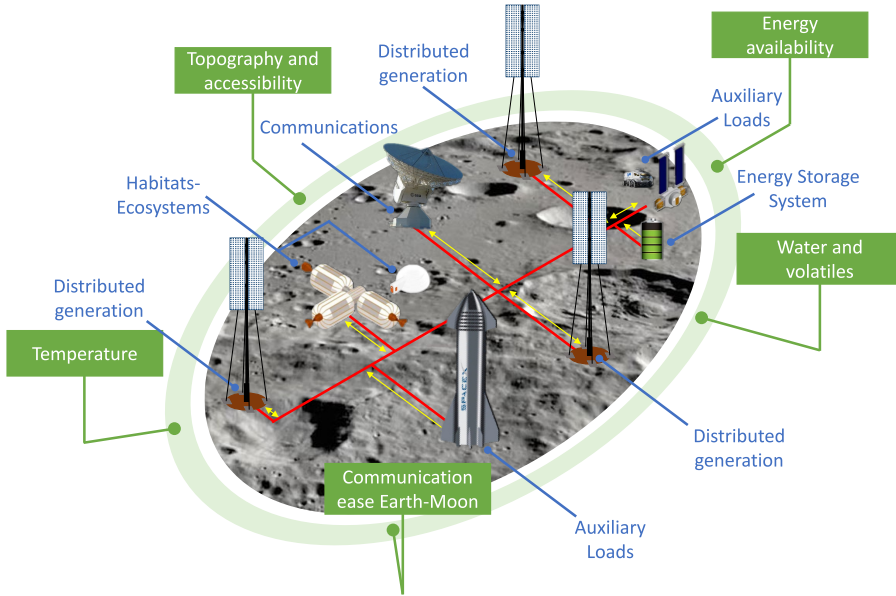 Energy
availability
Topography and
accessibility
Distributed
generation
Auxiliary
Loads
Communications
Habitats-
Ecosystems
Energy Storage
System
Water and
volatiles
Distributed
generation
Temperature
SPACEX
Distributed
generation
Communication
ease Earth-Moon
Auxiliary
Loads